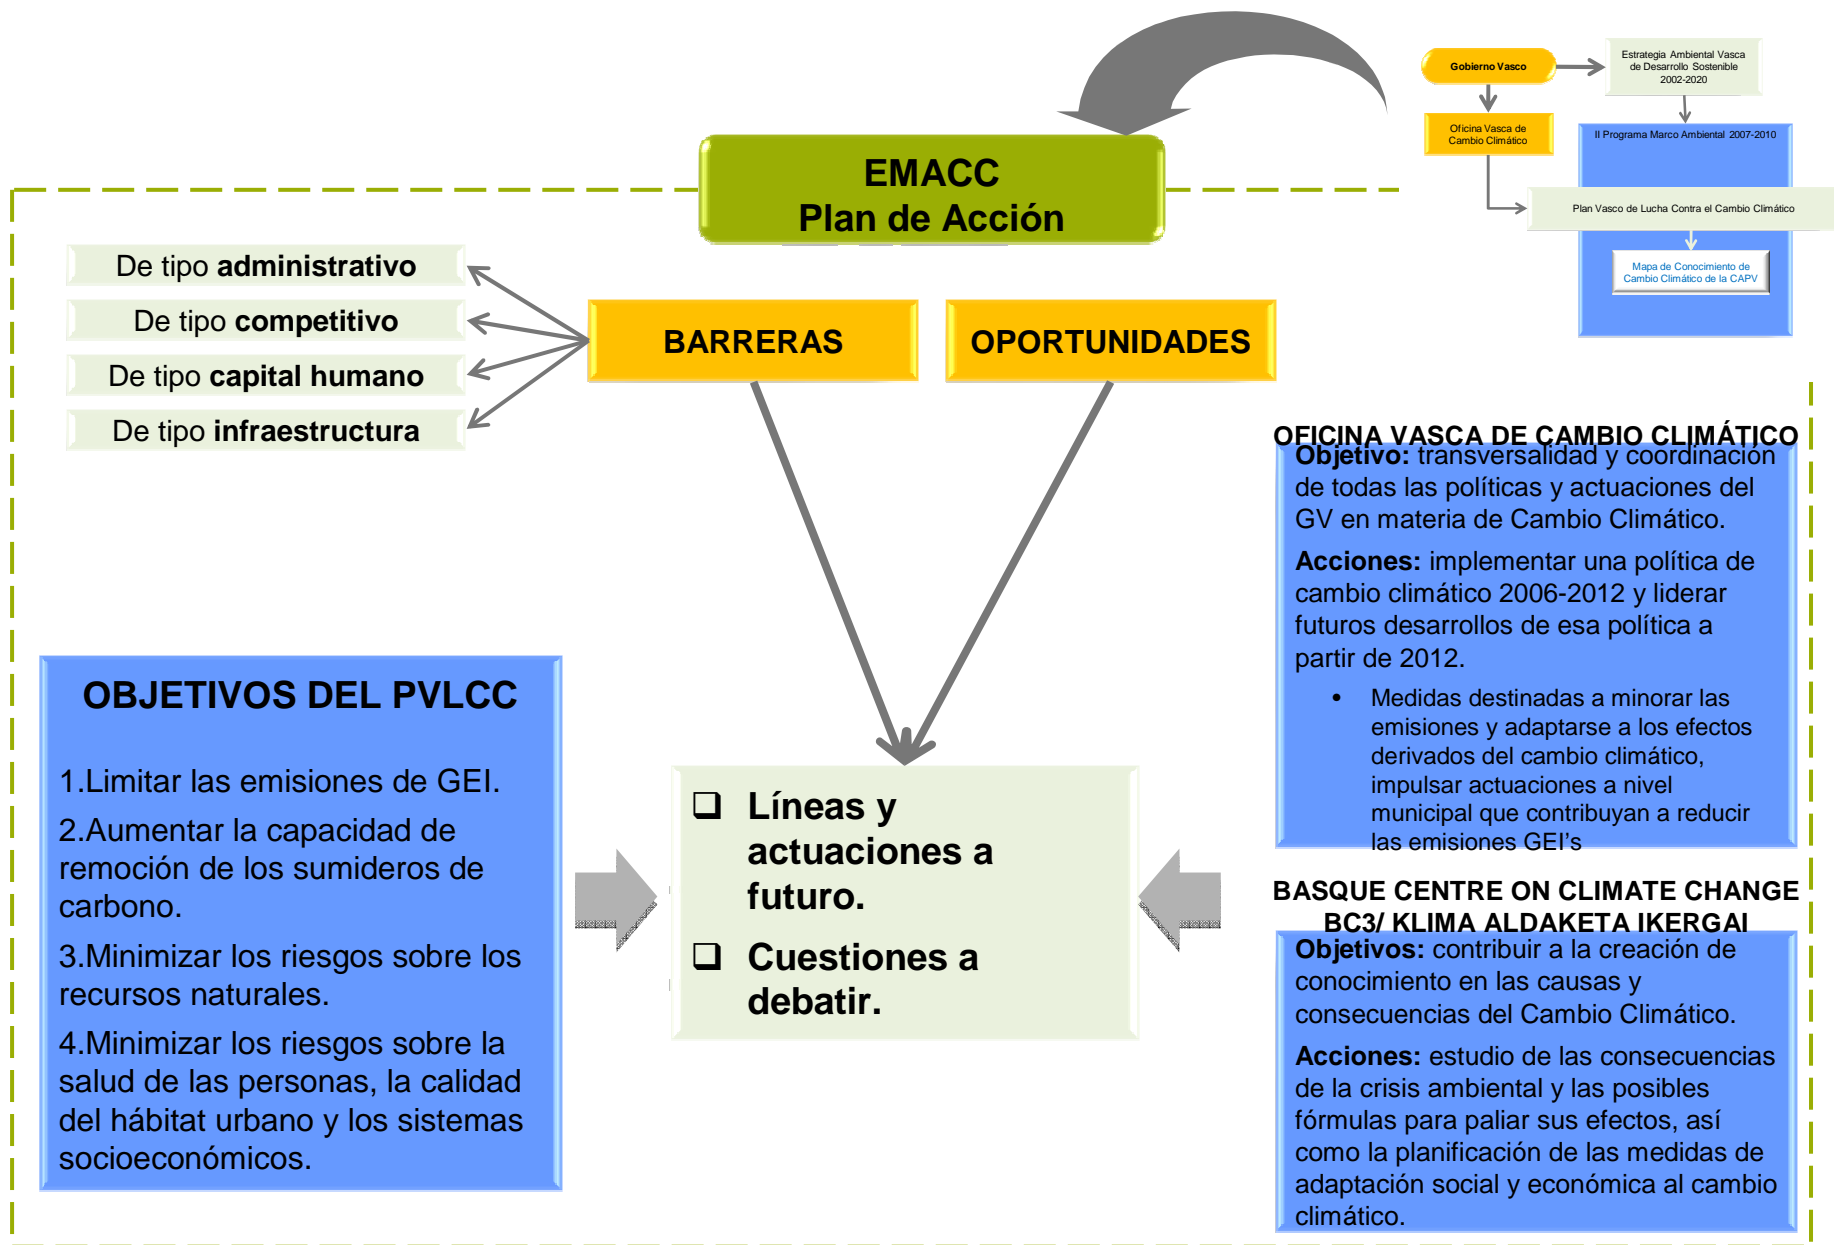 Gobierno Vasco
Estrategia Ambiental Vasca
de Desarrollo Sostenible
2002-2020
Oficina Vasca de
Cambio Climático
II Programa Marco Ambiental 2007-2010
Plan Vasco de Lucha Contra el Cambio Climático
Mapa de Conocimiento de
Cambio Climático de la CAPV
EMACC
Plan de Acción
De tipo administrativo
De tipo competitivo
De tipo capital humano
De tipo infraestructura
BARRERAS
OPORTUNIDADES
OBJETIVOS DEL PVLCC
1.Limitar las emisiones de GEI.
2.Aumentar la capacidad de
remoción de los sumideros de
carbono.
3.Minimizar los riesgos sobre los
recursos naturales.
4.Minimizar los riesgos sobre la
salud de las personas, la calidad
del hábitat urbano y los sistemas
socioeconómicos.
❑ Líneas y
actuaciones a
futuro.
❑ Cuestiones a
debatir.
OFICINA VASCA DE CAMBIO CLIMÁTICO
Objetivo: transversalidad y coordinación
de todas las políticas y actuaciones del
GV en materia de Cambio Climático.
Acciones: implementar una política de
cambio climático 2006-2012 y liderar
futuros desarrollos de esa política a
partir de 2012.
• Medidas destinadas a minorar las
emisiones y adaptarse a los efectos
derivados del cambio climático,
impulsar actuaciones a nivel
municipal que contribuyan a reducir
las emisiones GEI’s
BASQUE CENTRE ON CLIMATE CHANGE
BC3/ KLIMA ALDAKETA IKERGAI
Objetivos: contribuir a la creación de
conocimiento en las causas y
consecuencias del Cambio Climático.
Acciones: estudio de las consecuencias
de la crisis ambiental y las posibles
fórmulas para paliar sus efectos, así
como la planificación de las medidas de
adaptación social y económica al cambio
climático.